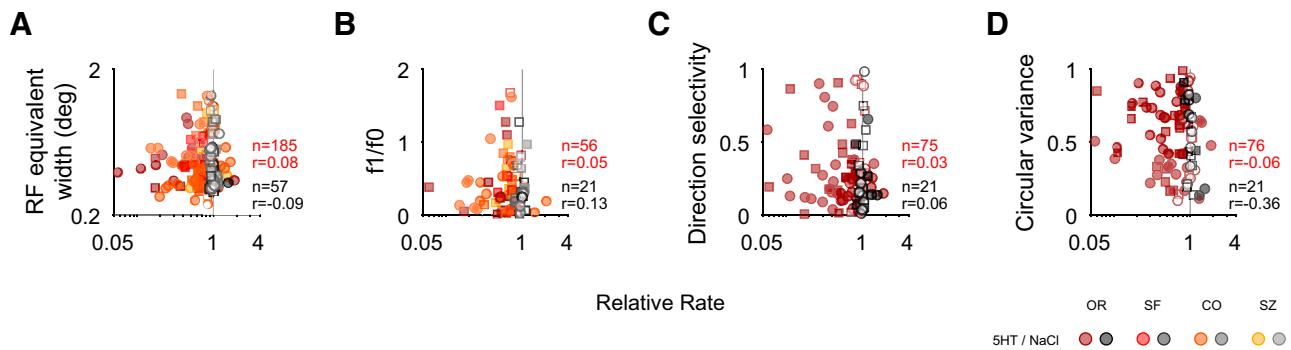 A
RF equivalent
width (deg)
2
0.2
0.05
1
4
n=185
r=0.08
n=57
r=-0.09
B
f1/f0
2
1
0
0.05
1
4
n=56
r=0.05
n=21
r=0.13
C
Direction selectivity
1
0.5
0
0.05
1
4
n=75
r=0.03
n=21
r=0.06
D
Circular variance
1
0.5
0
0.05
1
4
n=76
r=-0.06
n=21
r=-0.36
Relative Rate
OR SF CO SZ
5HT / NaCl